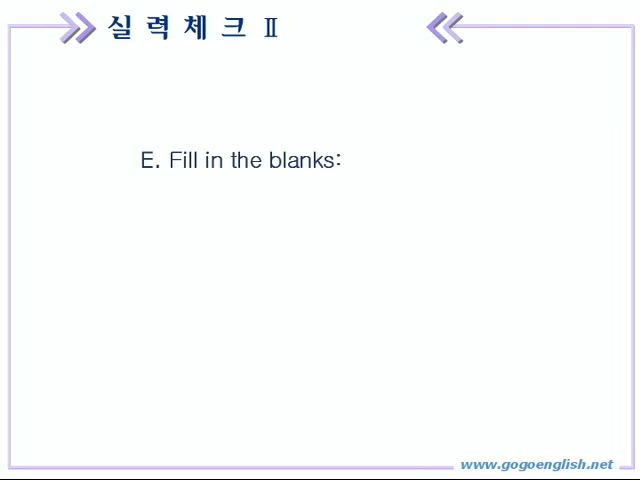 실 력 체 크 Ⅱ
E. Fill in the blanks:
www.gogoenglish.net